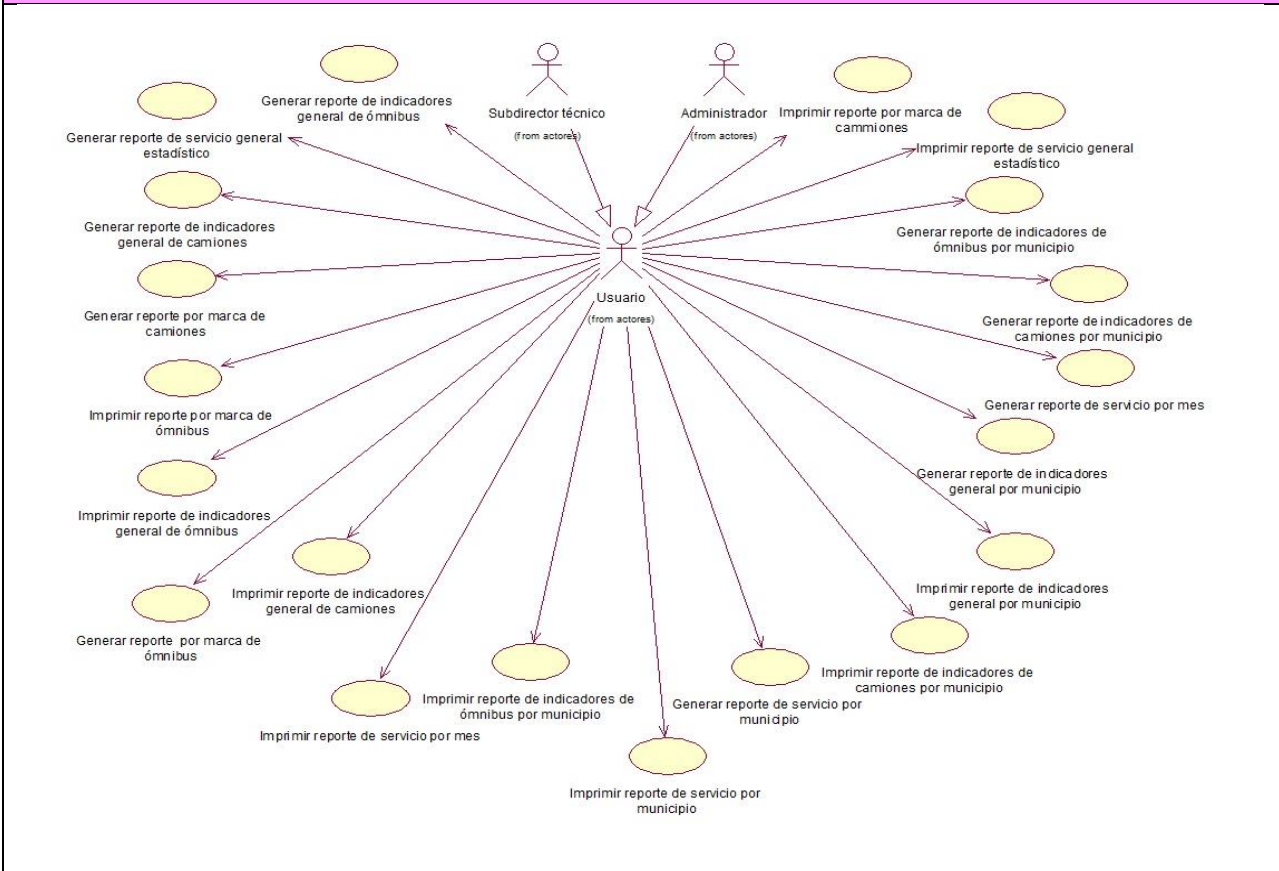 Generar reporte de indicadores
general de ómnibus
Subdirector técnico
(from actores)
Administrador
(from actores)
Imprimir reporte por marca de
cammiones
Generar reporte de servicio general
estadístico
Imprimir reporte de servicio general
estadístico
Generar reporte de indicadores
general de camiones
Generar reporte de indicadores de
ómnibus por municipio
Usuario
(from actores)
Generar reporte por marca de
camiones
Generar reporte de indicadores de
camiones por municipio
Imprimir reporte por marca de
ómnibus
Generar reporte de servicio por mes
Generar reporte de indicadores
general por municipio
Imprimir reporte de indicadores
general de ómnibus
Imprimir reporte de indicadores
general de camiones
Imprimir reporte de indicadores
general por municipio
Generar reporte por marca de
ómnibus
Imprimir reporte de indicadores de
camiones por municipio
Imprimir reporte de indicadores de
ómnibus por municipio
Generar reporte de servicio por
municipio
Imprimir reporte de servicio por mes
Imprimir reporte de servicio por
municipio